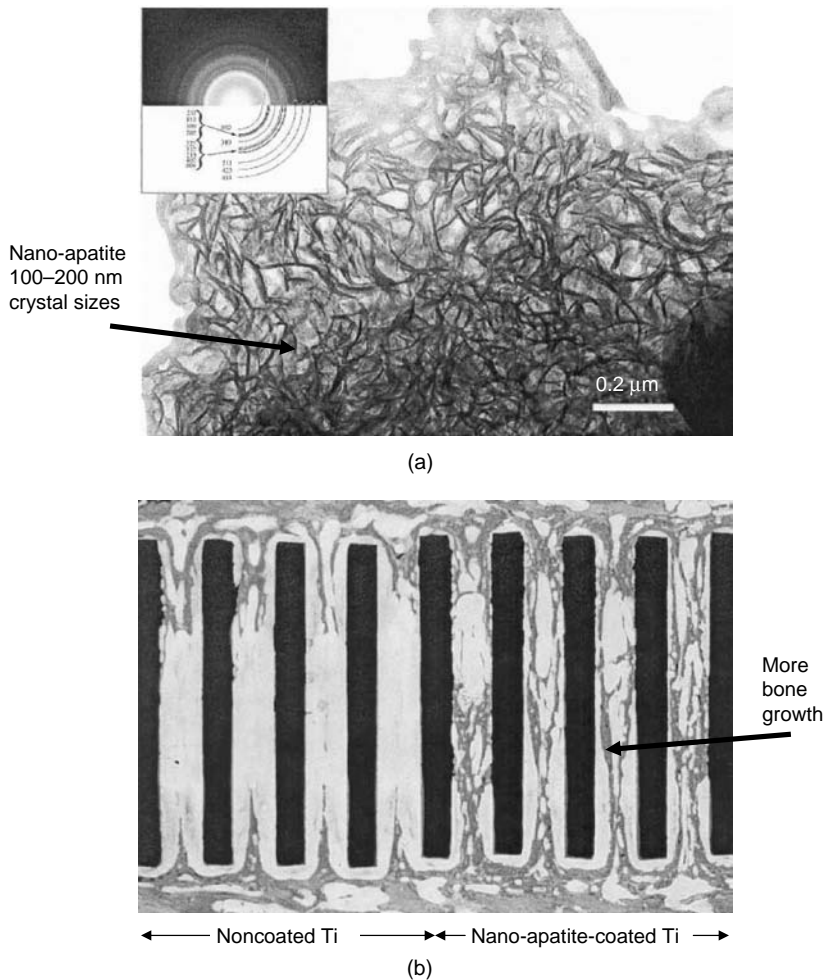 Nano-apatite
100–200 nm
crystal sizes
0.2 μm
(a)
More
bone
growth
Noncoated Ti
Nano-apatite-coated Ti
(b)